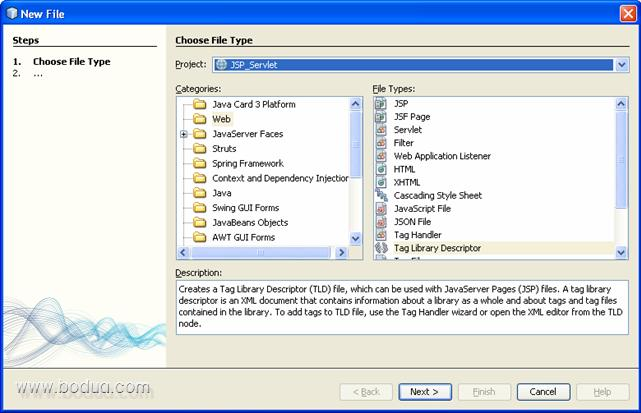 New File
Steps
1. Choose File Type
2. ...
Choose File Type
Project: JSP_Servlet
Categories:
Java Card 3 Platform
Web
JavaServer Faces
Struts
Spring Framework
Context and Dependency Injection
Java
Swing GUI Forms
JavaBeans Objects
AWT GUI Forms
File Types:
JSP
JSF Page
Servlet
Filter
Web Application Listener
HTML
XHTML
Cascading Style Sheet
JavaScript File
JSON File
Tag Handler
Tag Library Descriptor
Description:
Creates a Tag Library Descriptor (TLD) file, which can be used with JavaServer Pages (JSP) files. A tag library
descriptor is an XML document that contains information about a library as a whole and about tags and tag files
contained in the library. To add tags to TLD file, use the Tag Handler wizard or open the XML editor from the TLD
node.
www.bodua.com
< Back
Next >
Finish
Cancel
Help